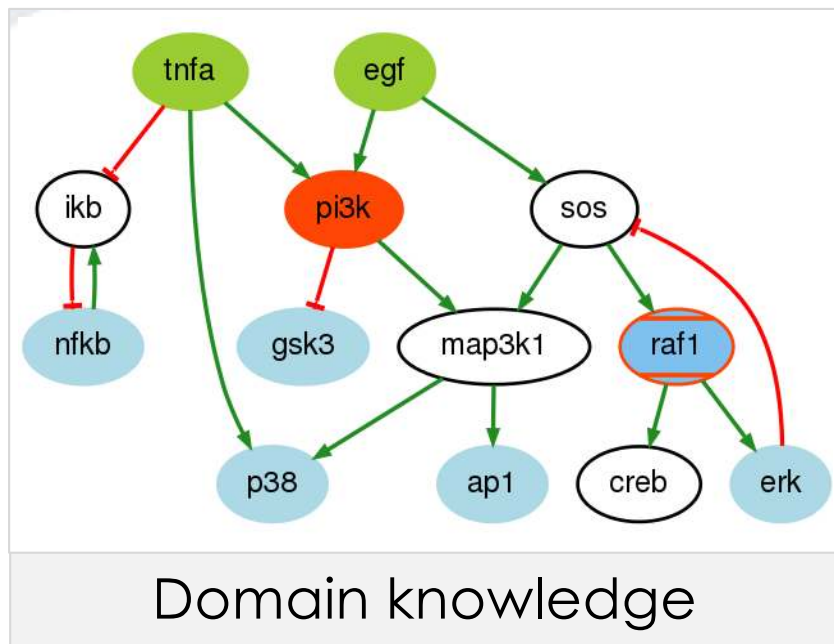 tnfa egf
ikb pi3k sos
nfkb gsk3 map3k1 raf1
p38 ap1 creb erk
Domain knowledge